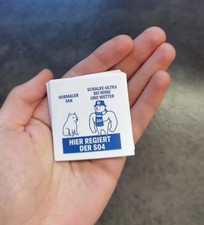 NORMALER
FAN
SCHALKE-ULTRA
BEI WIND
UND WETTER
HIER REGIERT
DER S04